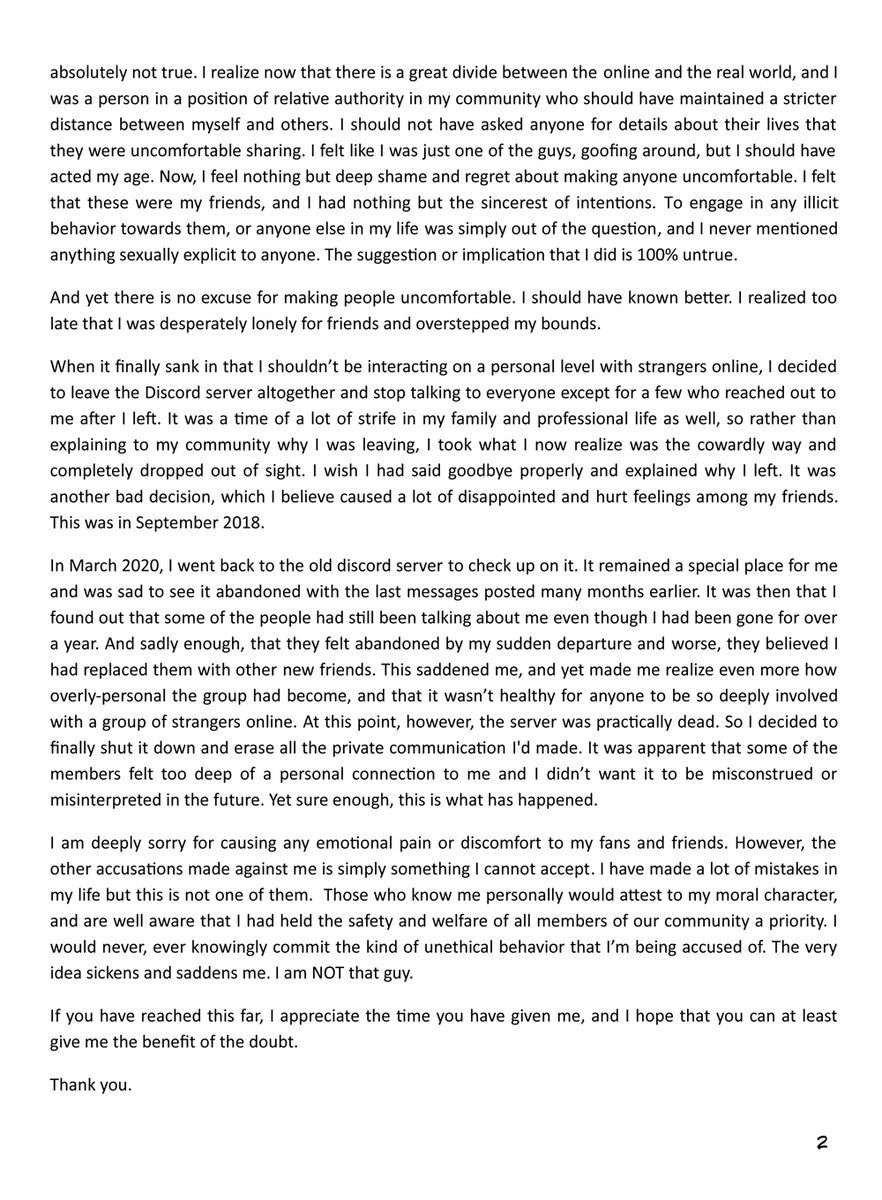 absolutely not true. I realize now that there is a great divide between the online and the real world, and I
was a person in a position of relative authority in my community who should have maintained a stricter
distance between myself and others. I should not have asked anyone for details about their lives that
they were uncomfortable sharing. I felt like I was just one of the guys, goofing around, but I should have
acted my age. Now, I feel nothing but deep shame and regret about making anyone uncomfortable. I felt
that these were my friends, and I had nothing but the sincerest of intentions. To engage in any illicit
behavior towards them, or anyone else in my life was simply out of the question, and I never mentioned
anything sexually explicit to anyone. The suggestion or implication that I did is 100% untrue.
And yet there is no excuse for making people uncomfortable. I should have known better. I realized too
late that I was desperately lonely for friends and overstepped my bounds.
When it finally sank in that I shouldn’t be interacting on a personal level with strangers online, I decided
to leave the Discord server altogether and stop talking to everyone except for a few who reached out to
me after I left. It was a time of a lot of strife in my family and professional life as well, so rather than
explaining to my community why I was leaving, I took what I now realize was the cowardly way and
completely dropped out of sight. I wish I had said goodbye properly and explained why I left. It was
another bad decision, which I believe caused a lot of disappointed and hurt feelings among my friends.
This was in September 2018.
In March 2020, I went back to the old discord server to check up on it. It remained a special place for me
and was sad to see it abandoned with the last messages posted many months earlier. It was then that I
found out that some of the people had still been talking about me even though I had been gone for over
a year. And sadly enough, that they felt abandoned by my sudden departure and worse, they believed I
had replaced them with other new friends. This saddened me, and yet made me realize even more how
overly-personal the group had become, and that it wasn’t healthy for anyone to be so deeply involved
with a group of strangers online. At this point, however, the server was practically dead. So I decided to
finally shut it down and erase all the private communication I'd made. It was apparent that some of the
members felt too deep of a personal connection to me and I didn’t want it to be misconstrued or
misinterpreted in the future. Yet sure enough, this is what has happened.
I am deeply sorry for causing any emotional pain or discomfort to my fans and friends. However, the
other accusations made against me is simply something I cannot accept. I have made a lot of mistakes in
my life but this is not one of them.  Those who know me personally would attest to my moral character,
and are well aware that I had held the safety and welfare of all members of our community a priority. I
would never, ever knowingly commit the kind of unethical behavior that I’m being accused of. The very
idea sickens and saddens me. I am NOT that guy.
If you have reached this far, I appreciate the time you have given me, and I hope that you can at least
give me the benefit of the doubt.
Thank you.
2